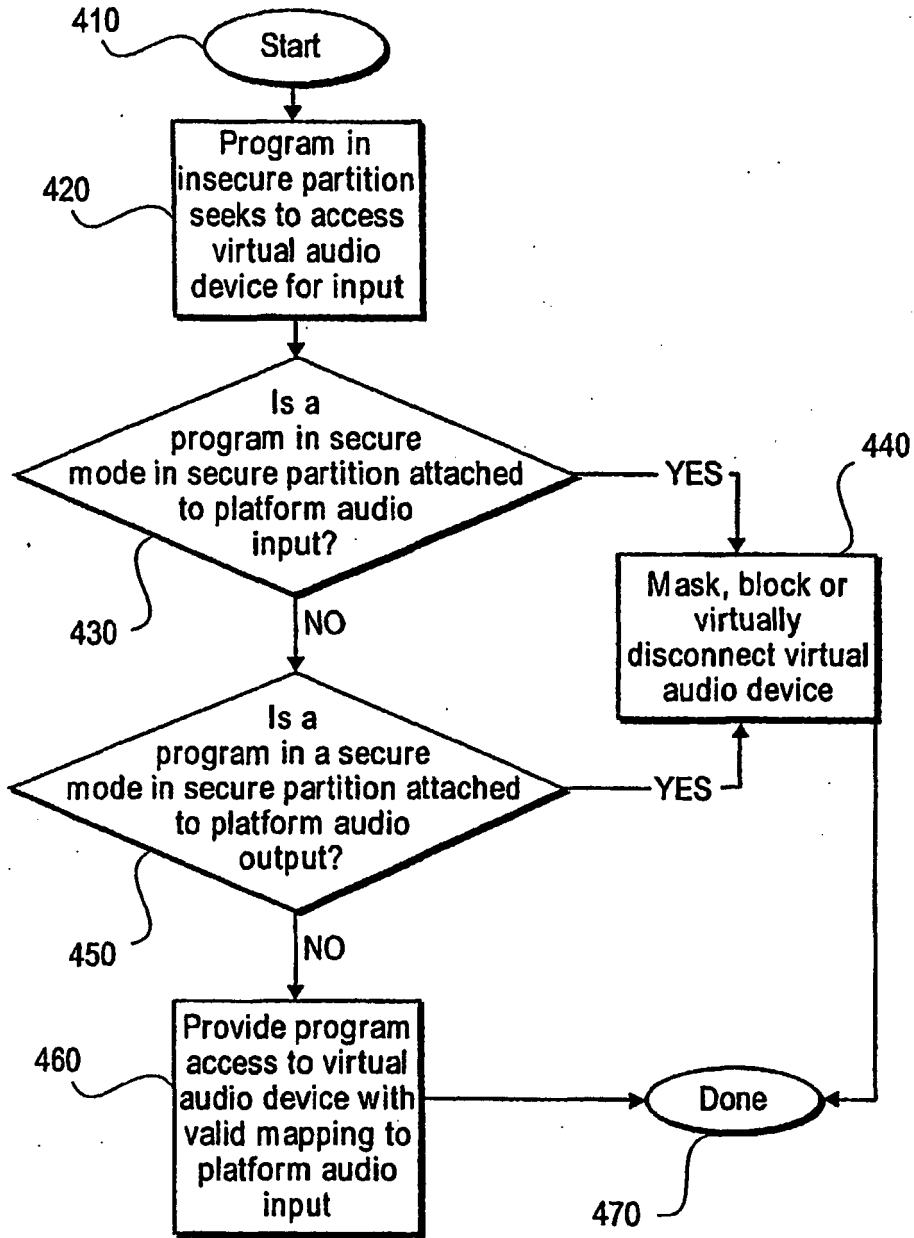 410
Start
420
Program in
insecure partition
seeks to access
virtual audio
device for input
Is a
program in secure
mode in secure partition attached
to platform audio
input?
430
YES
440
NO
Mask, block or
virtually
disconnect virtual
audio device
Is a
program in a secure
mode in secure partition attached
to platform audio
output?
450
YES
NO
460
Provide program
access to virtual
audio device with
valid mapping to
platform audio
input
Done
470